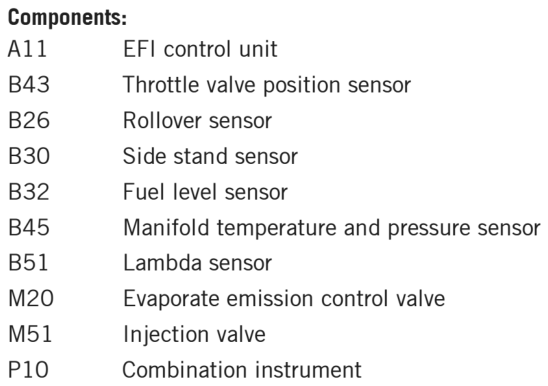 Components:
A11 EFI control unit
B43 Throttle valve position sensor
B26 Rollover sensor
B30 Side stand sensor
B32 Fuel level sensor
B45 Manifold temperature and pressure sensor
B51 Lambda sensor
M20 Evaporate emission control valve
M51 Injection valve
P10 Combination instrument